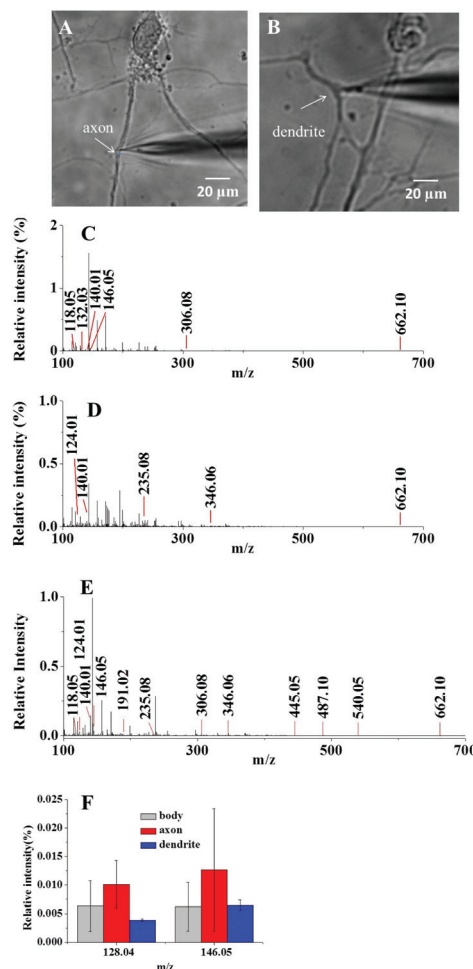 A
axon
20 µm
B
dendrite
20 µm
C
Relative intensity (%)
2
1
0
118.05
132.03
140.01
146.05
306.08
662.10
100 300 500 700
m/z
D
Relative intensity (%)
1.0
0.5
0.0
124.01
140.01
235.08
346.06
662.10
100 300 500 700
m/z
E
Relative Intensity
1.0
0.5
0.0
118.05
124.01
140.01
146.05
191.02
235.08
306.08
346.06
445.05
487.10
540.05
662.10
100 300 500 700
m/z
F
Relative intensity(%)
0.025
0.020
0.015
0.010
0.005
0.000
body
axon
dendrite
128.04 146.05
m/z